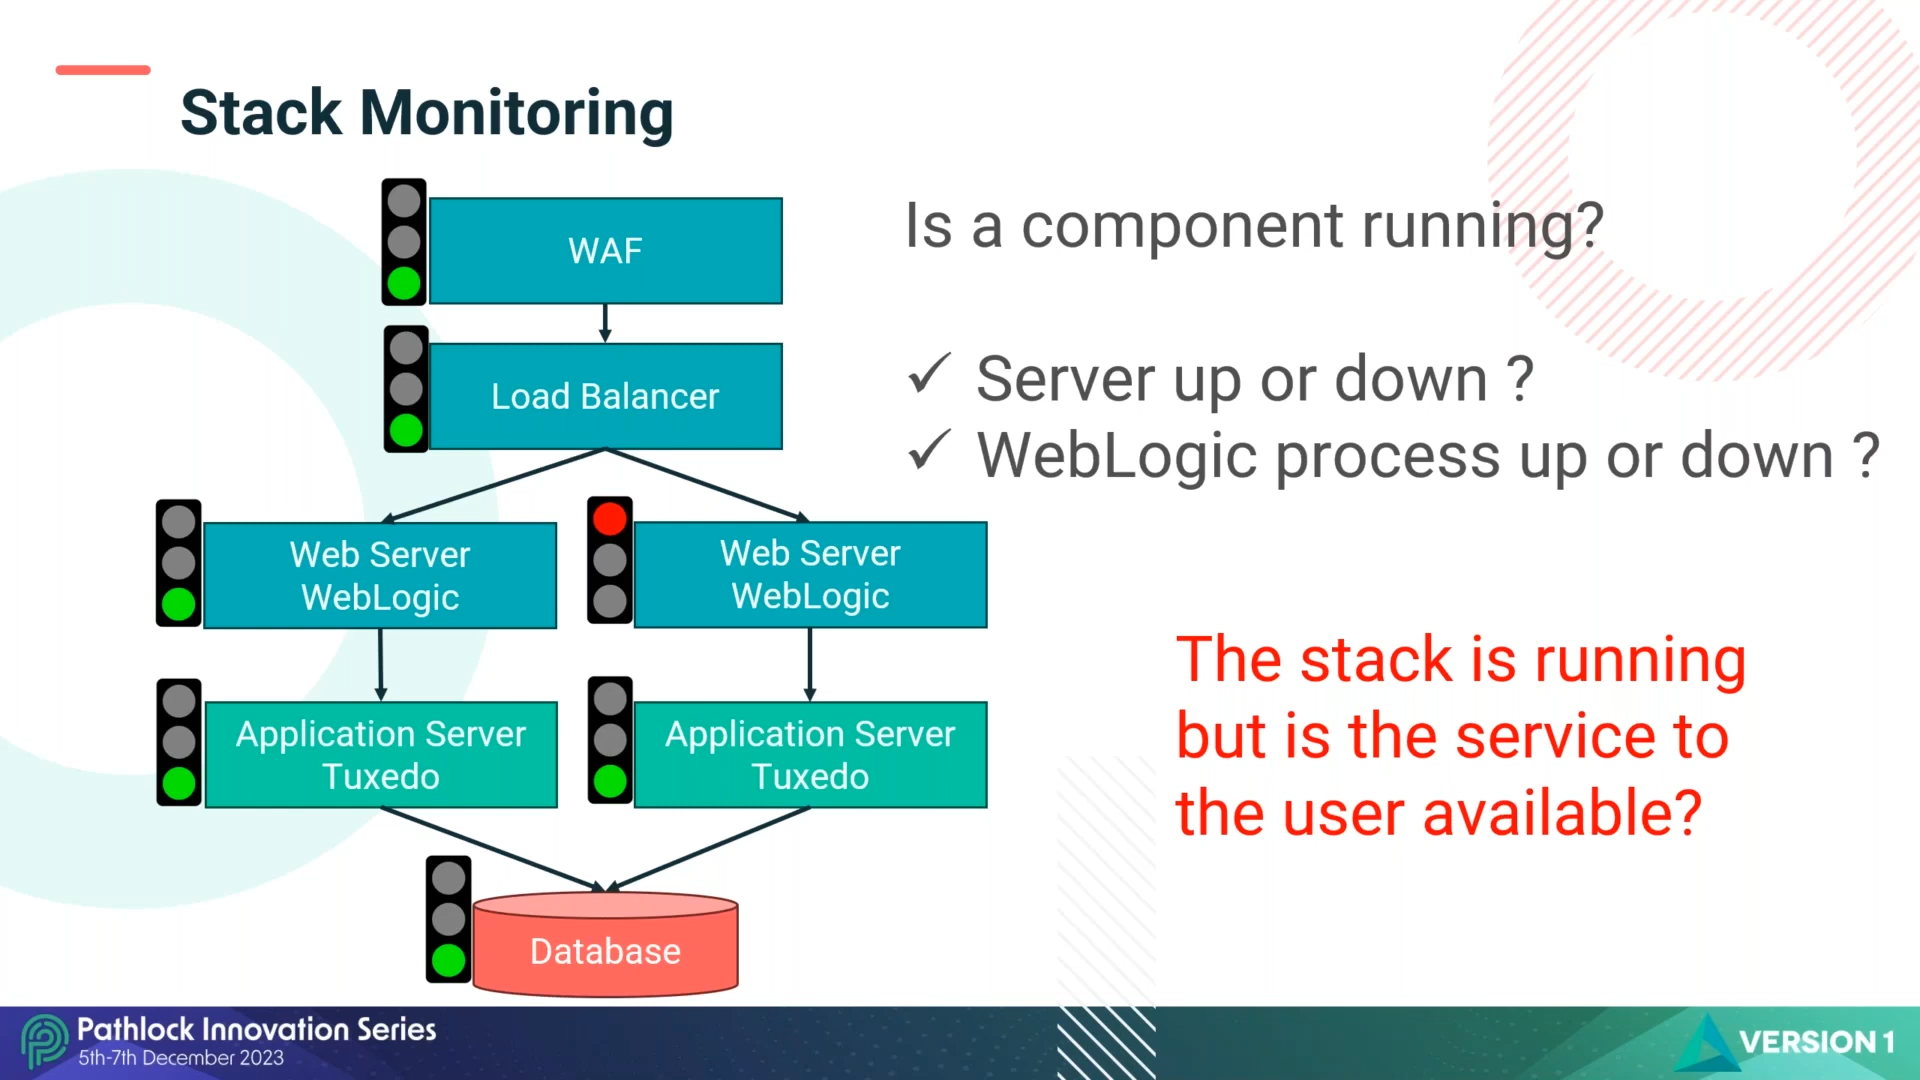 Stack Monitoring
WAF
Load Balancer
Web Server
WebLogic
Web Server
WebLogic
Application Server
Tuxedo
Application Server
Tuxedo
Database
Is a component running?
✓ Server up or down ?
✓ WebLogic process up or down ?
The stack is running
but is the service to
the user available?
Pathlock Innovation Series
5th-7th December 2023
VERSION 1